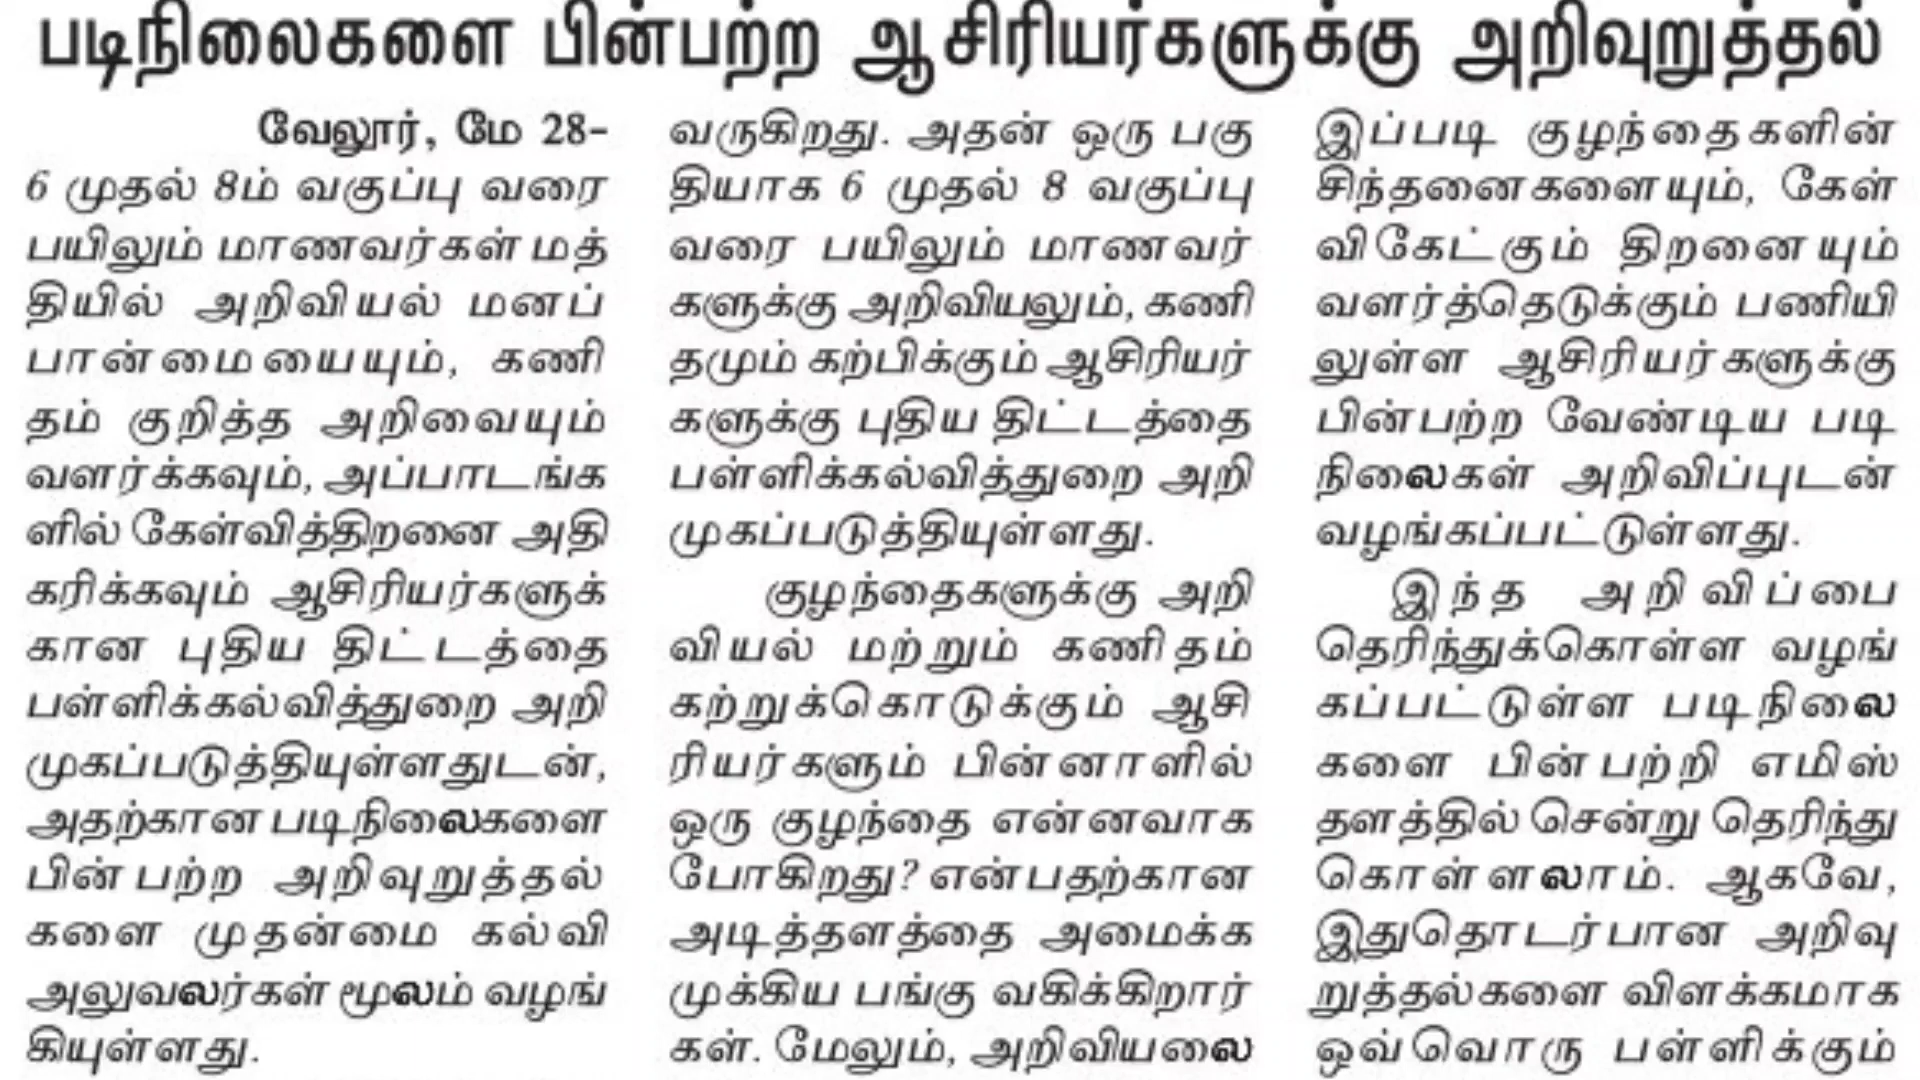 படிநிலைகளை பின்பற்ற ஆசிரியர்களுக்கு அறிவுறுத்தல்
வேலூர், மே 28-
6 முதல் 8ம் வகுப்பு வரை
பயிலும் மாணவர்கள் மத்
தியில் அறிவியல் மனப்
பான்மையையும், கணி
தம் குறித்த அறிவையும்
வளர்க்கவும், அப்பாடங்க
ளில் கேள்வித்திறனை அதி
கரிக்கவும் ஆசிரியர்களுக்
கான புதிய திட்டத்தை
பள்ளிக்கல்வித்துறை அறி
முகப்படுத்தியுள்ளதுடன்,
அதற்கான படிநிலைகளை
பின்பற்ற அறிவுறுத்தல்
களை முதன்மை கல்வி
அலுவலர்கள் மூலம் வழங்
கியுள்ளது.
வருகிறது. அதன் ஒரு பகு
தியாக 6 முதல் 8 வகுப்பு
வரை பயிலும் மாணவர்
களுக்கு அறிவியலும், கணி
தமும் கற்பிக்கும் ஆசிரியர்
களுக்கு புதிய திட்டத்தை
பள்ளிக்கல்வித்துறை அறி
முகப்படுத்தியுள்ளது.
குழந்தைகளுக்கு அறி
வியல் மற்றும் கணிதம்
கற்றுக்கொடுக்கும் ஆசி
ரியர்களும் பின்னாளில்
ஒரு குழந்தை என்னவாக
போகிறது? என்பதற்கான
அடித்தளத்தை அமைக்க
முக்கிய பங்கு வகிக்கிறார்
கள். மேலும், அறிவியலை
இப்படி குழந்தைகளின்
சிந்தனைகளையும், கேள்
விகேட்கும் திறனையும்
வளர்த்தெடுக்கும் பணியி
லுள்ள ஆசிரியர்களுக்கு
பின்பற்ற வேண்டிய படி
நிலைகள் அறிவிப்புடன்
வழங்கப்பட்டுள்ளது.
இந்த அறிவிப்பை
தெரிந்துக்கொள்ள வழங்
கப்பட்டுள்ள படிநிலை
களை பின்பற்றி எமிஸ்
தளத்தில் சென்று தெரிந்து
கொள்ளலாம். ஆகவே,
இதுதொடர்பான அறிவு
றுத்தல்களை விளக்கமாக
ஒவ்வொரு பள்ளிக்கும்